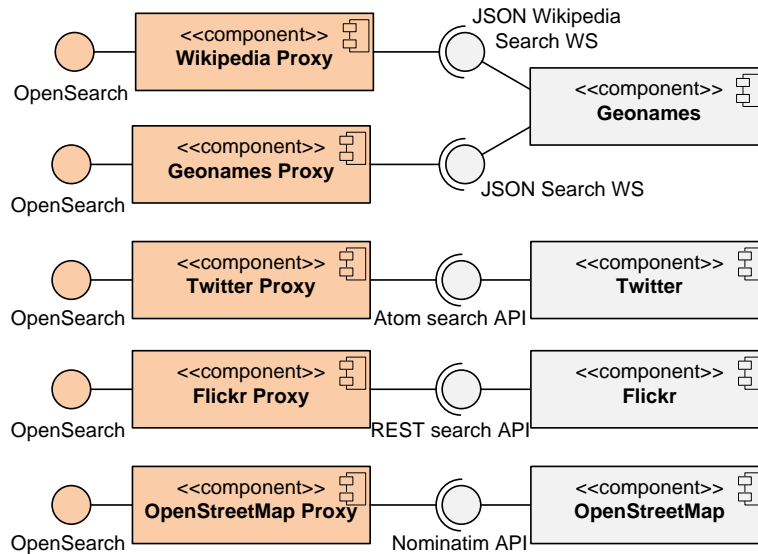 JSON Wikipedia
Search WS
<<component>>
Wikipedia Proxy
OpenSearch
<<component>>
Geonames
<<component>>
Geonames Proxy
OpenSearch
JSON Search WS
<<component>>
Twitter Proxy
OpenSearch
Atom search API
<<component>>
Twitter
<<component>>
Flickr Proxy
OpenSearch
REST search API
<<component>>
Flickr
<<component>>
OpenStreetMap Proxy
OpenSearch
Nominatim API
<<component>>
OpenStreetMap